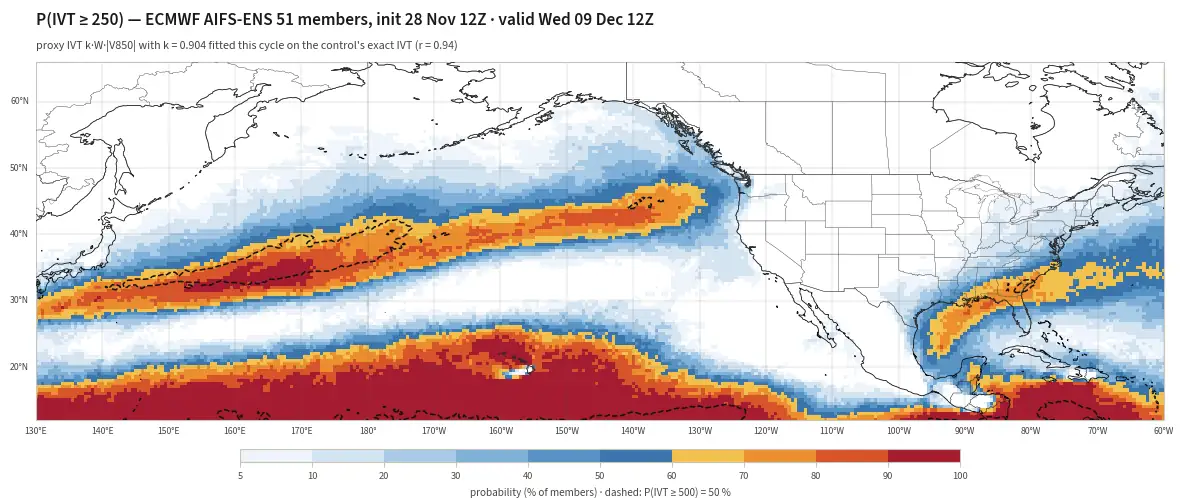 P(IVT ≥ 250) — ECMWF AIFS-ENS 51 members, init 28 Nov 12Z · valid Wed 09 Dec 12Z
proxy IVT k·W·|V850| with k = 0.904 fitted this cycle on the control's exact IVT (r = 0.94)
60°N
50°N
40°N
30°N
20°N
130°E 140°E 150°E 160°E 170°E 180° 170°W 160°W 150°W 140°W 130°W 120°W 110°W 100°W 90°W 80°W 70°W 60°W
5 10 20 30 40 50 60 70 80 90 100
probability (% of members) · dashed: P(IVT ≥ 500) = 50 %